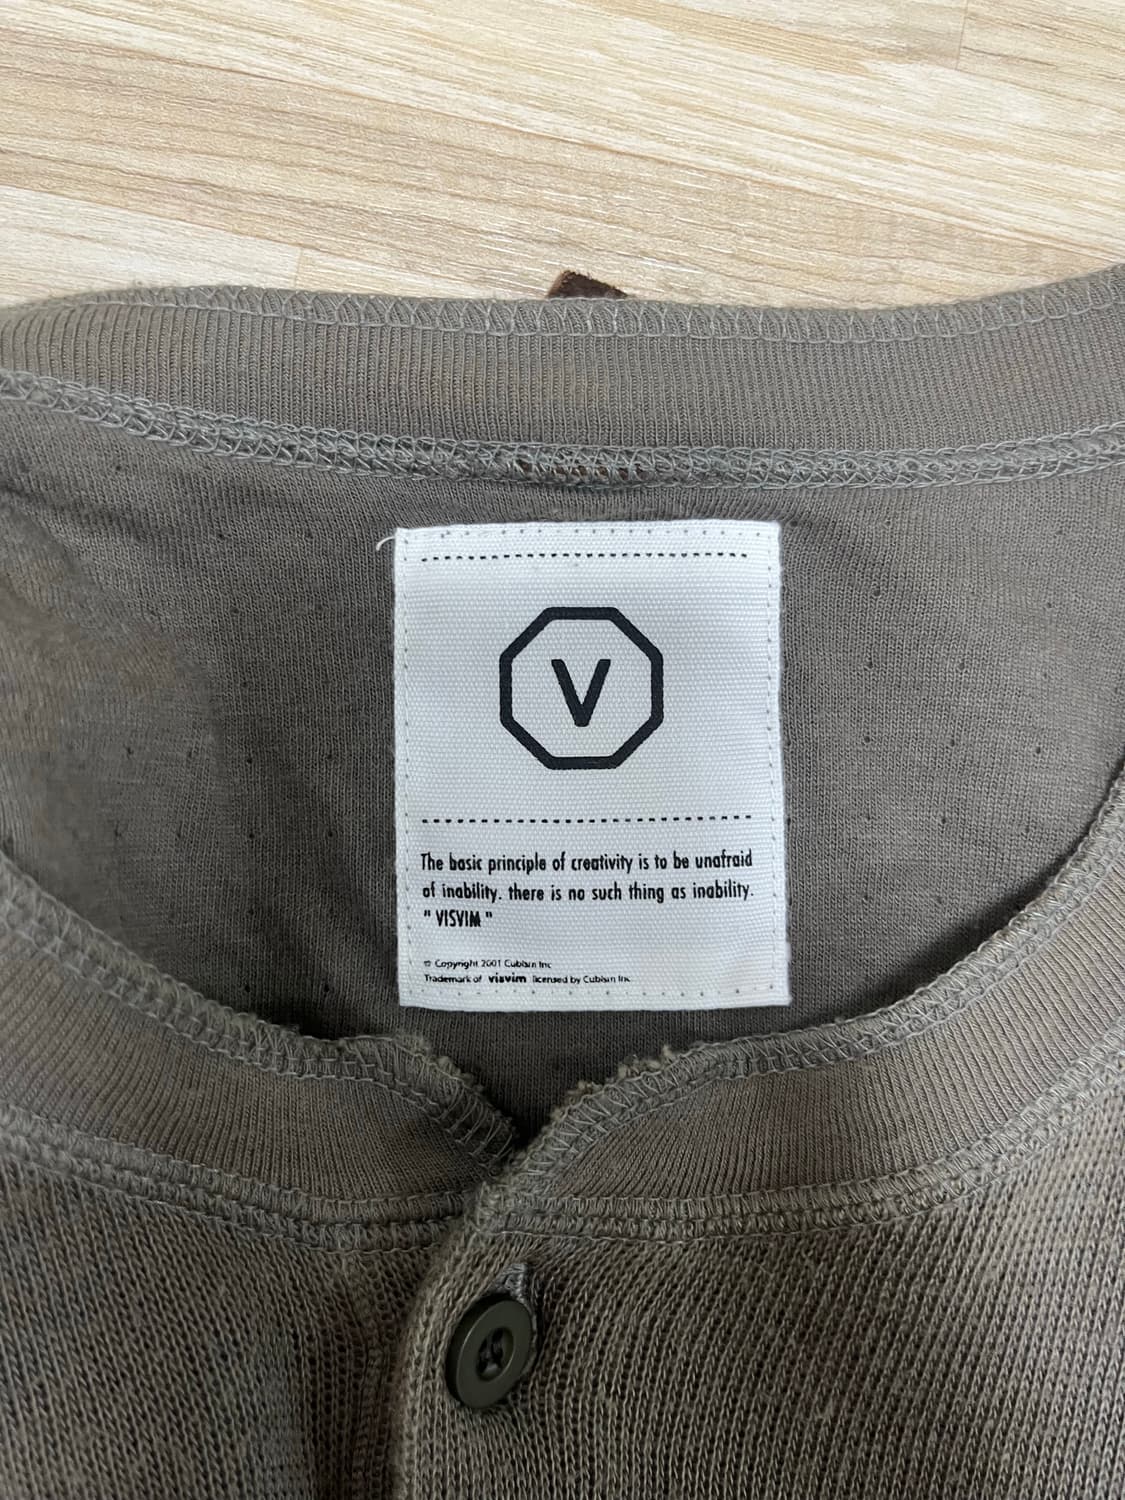 V
The basic principle of creativity is to be unafraid
of inability. there is no such thing as inability.
" VISVIM "
© Copyright 2001 Cubism Inc
Trademark of visvim licensed by Cubism Inc.